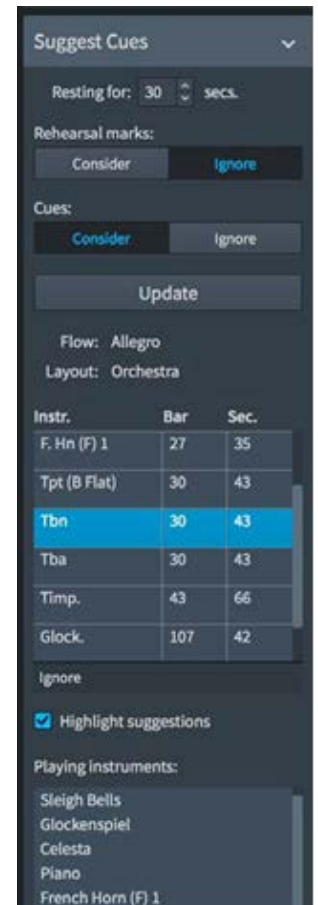 Suggest Cues
Resting for: 30 secs.
Rehearsal marks:
Consider Ignore
Cues:
Consider Ignore
Update
Flow: Allegro
Layout: Orchestra
Instr. Bar Sec.
F. Hn (F) 1 27 35
Tpt (B Flat) 30 43
Tbn 30 43
Tba 30 43
Timp. 43 66
Glock. 107 42
Ignore
Highlight suggestions
Playing instruments:
Sleigh Bells
Glockenspiel
Celesta
Piano
French Horn (F) 1